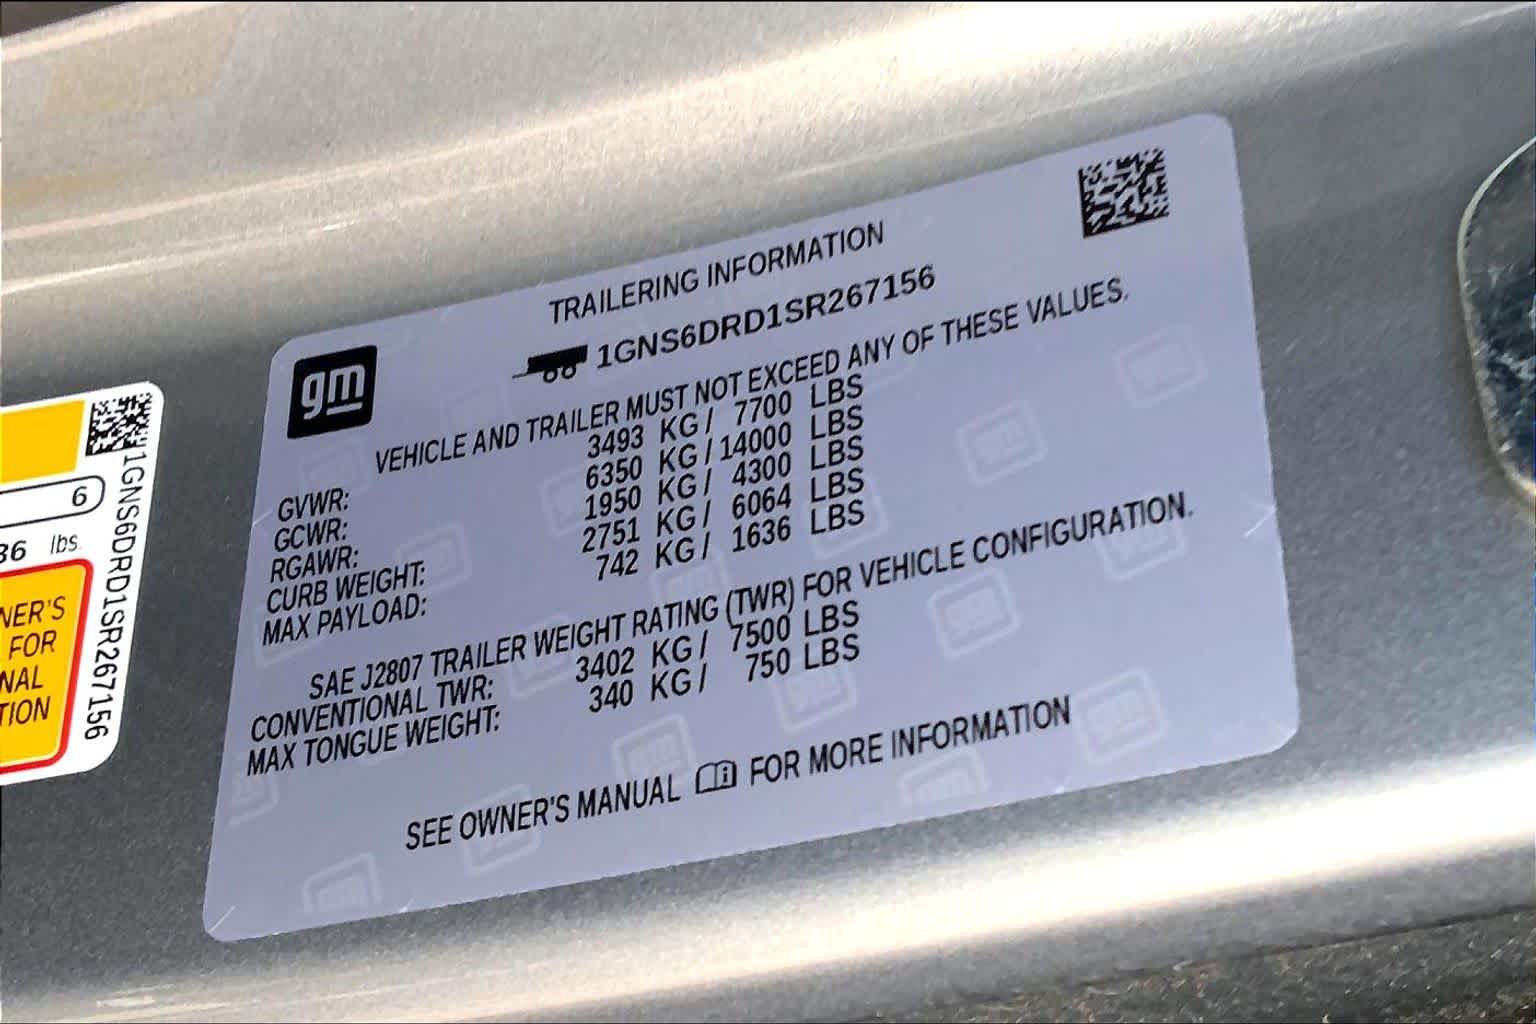 TRAILERING INFORMATION
1GNS6DRD1SR267156
gm
VEHICLE AND TRAILER MUST NOT EXCEED ANY OF THESE VALUES.
GVWR: 3493 KG/ 7700 LBS
GCWR: 6350 KG/14000 LBS
RGAWR: 1950 KG/ 4300 LBS
CURB WEIGHT: 2751 KG/ 6064 LBS
MAX PAYLOAD: 742 KG/ 1636 LBS
SAE J2807 TRAILER WEIGHT RATING (TWR) FOR VEHICLE CONFIGURATION.
CONVENTIONAL TWR: 3402 KG/ 7500 LBS
MAX TONGUE WEIGHT: 340 KG/ 750 LBS
SEE OWNER'S MANUAL FOR MORE INFORMATION
6
lbs.
FOR
1GNS6DRD1SR267156